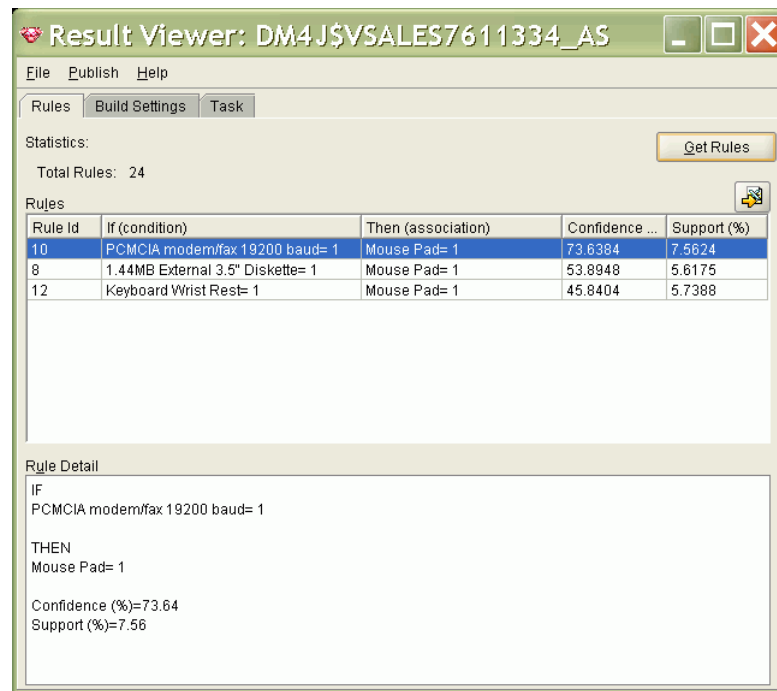 Result Viewer: DM4J$VSALES7611334_AS
File Publish Help
Rules Build Settings Task
Statistics:
Get Rules
Total Rules: 24
Rules
Rule Id If (condition) Then (association) Confidence ... Support (%)
10 PCMCIA modem/fax 19200 baud= 1 Mouse Pad= 1 73.6384 7.5624
8 1.44MB External 3.5" Diskette= 1 Mouse Pad= 1 53.8948 5.6175
12 Keyboard Wrist Rest= 1 Mouse Pad= 1 45.8404 5.7388
Rule Detail
IF
PCMCIA modem/fax 19200 baud= 1
THEN
Mouse Pad= 1
Confidence (%)=73.64
Support (%)=7.56